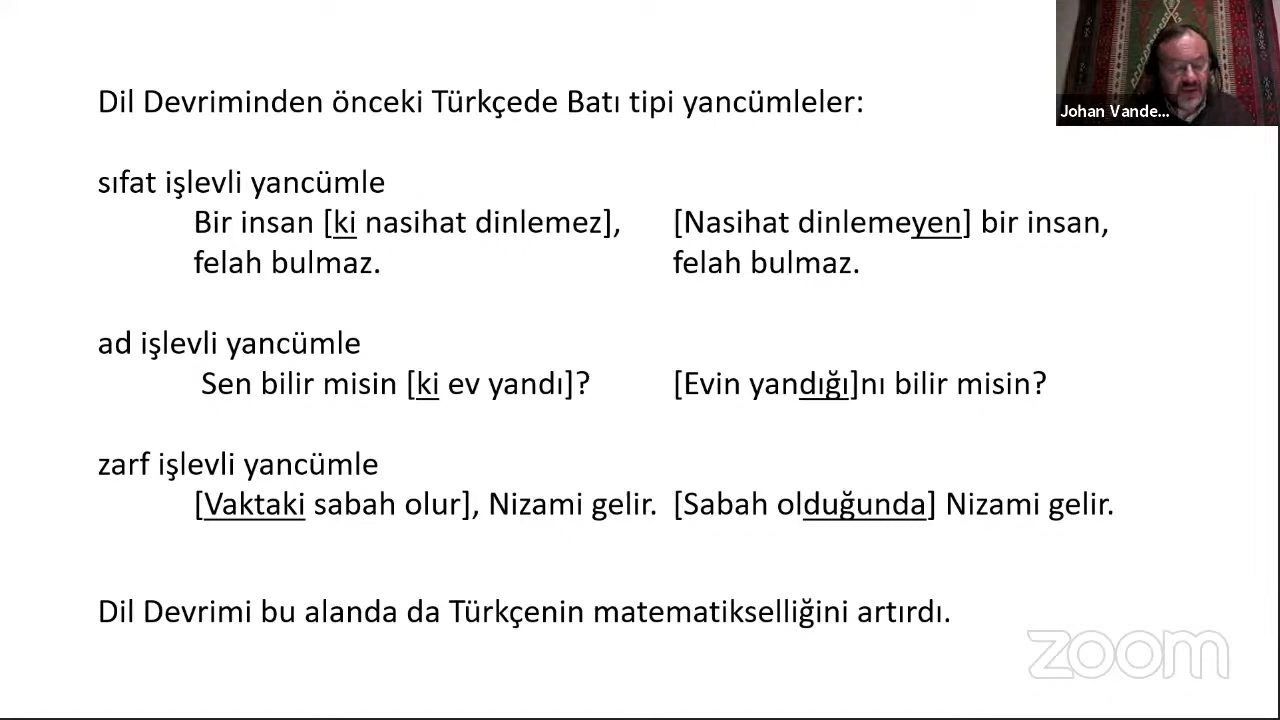 Johan Vande...
Dil Devriminden önceki Türkçede Batı tipi yancümleler:
sıfat işlevli yancümle
Bir insan [ki nasihat dinlemez], [Nasihat dinlemeyen] bir insan,
felah bulmaz. felah bulmaz.
ad işlevli yancümle
Sen bilir misin [ki ev yandı]? [Evin yandığı]nı bilir misin?
zarf işlevli yancümle
[Vaktaki sabah olur], Nizami gelir. [Sabah olduğunda] Nizami gelir.
Dil Devrimi bu alanda da Türkçenin matematikselliğini artırdı.
zoom